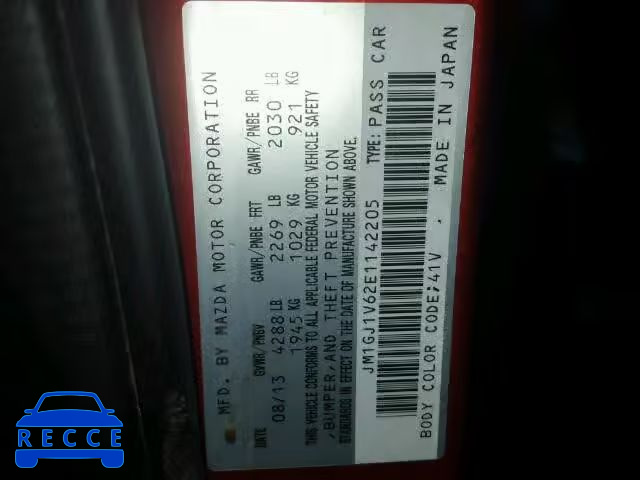 MFD. BY MAZDA MOTOR CORPORATION
DATE GVWR/PNBV GAWR/PNBE FRT GAWR/PNBE RR
08/13 4288 LB 2269 LB 2030 LB
1945 KG 1029 KG 921 KG
THIS VEHICLE CONFORMS TO ALL APPLICABLE FEDERAL MOTOR VEHICLE SAFETY
, BUMPER, AND THEFT PREVENTION
STANDARDS IN EFFECT ON THE DATE OF MANUFACTURE SHOWN ABOVE.
JM1GJ1V62E1142205 TYPE: PASS CAR
BODY COLOR CODE:41V MADE IN JAPAN
RECCE